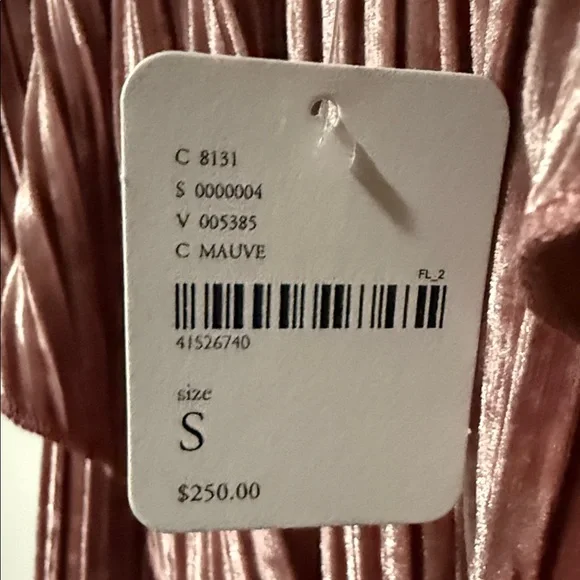 C 8131
S 0000004
V 005385
C MAUVE
FL_2
41526740
size
S
$250.00